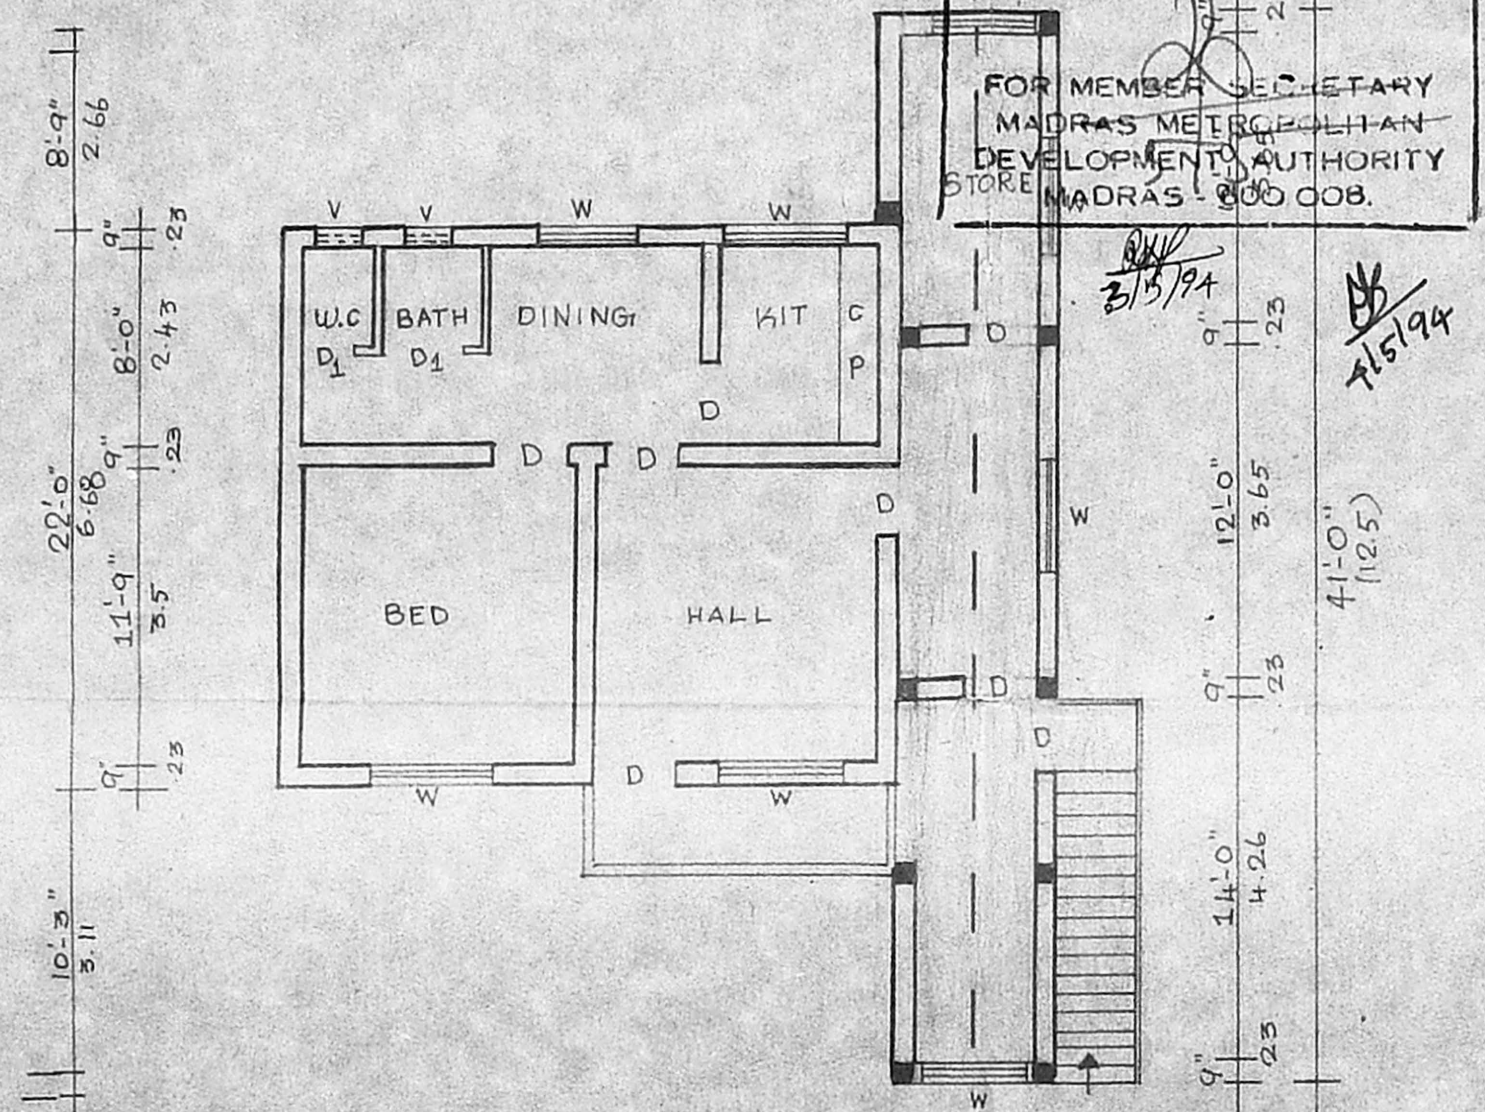 FOR MEMBER SECRETARY
MADRAS METROPOLITAN
DEVELOPMENT AUTHORITY
MADRAS - 600 008.
STORE
3/5/94
4/5/94
8'-9"
2.66
9"
.23
8'-0"
2.43
9"
.23
22'-0"
6.68
11'-9"
3.5
9"
23
10'-3"
3.11
V
V
W
W
W.C
D1
BATH
D1
DINING
KIT
C
P
D
D
D
D
BED
HALL
D
W
W
D
D
D
W
W
9"
2
9"
.23
12'-0"
3.65
9"
23
14'-0"
4.26
9"
23
41'-0"
(12.5)